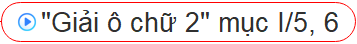 "Giải ô chữ 2" mục I/5, 6